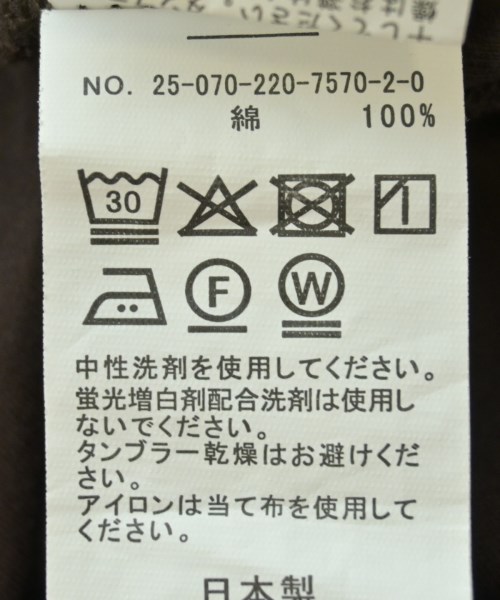 NO. 25-070-220-7570-2-0
綿 100%
30
F W
中性洗剤を使用してください。
蛍光増白剤配合洗剤は使用し
ないでください。
タンブラー乾燥はお避けくだ
さい。
アイロンは当て布を使用して
ください。
日本製